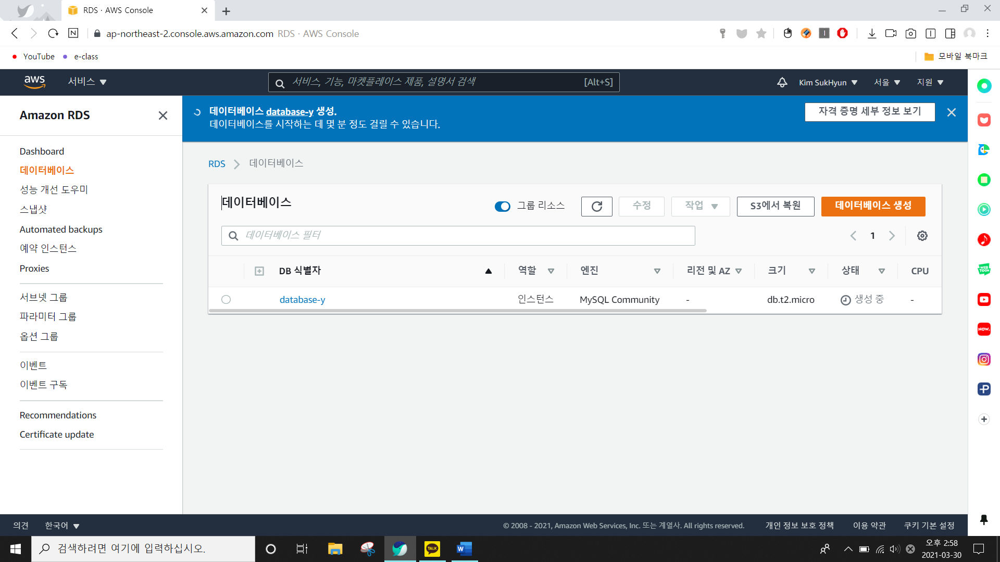 RDS · AWS Console
ap-northeast-2.console.aws.amazon.com RDS · AWS Console
YouTube e-class 모바일 북마크
aws 서비스 서비스, 기능, 마켓플레이스 제품, 설명서 검색 [Alt+S] Kim SukHyun 서울 지원
Amazon RDS
데이터베이스 database-y 생성.
데이터베이스를 시작하는 데 몇 분 정도 걸릴 수 있습니다.
자격 증명 세부 정보 보기
Dashboard
데이터베이스
성능 개선 도우미
스냅샷
Automated backups
예약 인스턴스
Proxies
서브넷 그룹
파라미터 그룹
옵션 그룹
이벤트
이벤트 구독
Recommendations
Certificate update
RDS 데이터베이스
데이터베이스 그룹 리소스 수정 작업 S3에서 복원 데이터베이스 생성
데이터베이스 필터 1
DB 식별자 역할 엔진 리전 및 AZ 크기 상태 CPU
database-y 인스턴스 MySQL Community - db.t2.micro 생성 중 -
WEB
TOON
NOW.
의견 한국어 © 2008 - 2021, Amazon Web Services, Inc. 또는 계열사. All rights reserved. 개인 정보 보호 정책 이용 약관 쿠키 기본 설정
검색하려면 여기에 입력하십시오. TALK W 오후 2:58
2021-03-30